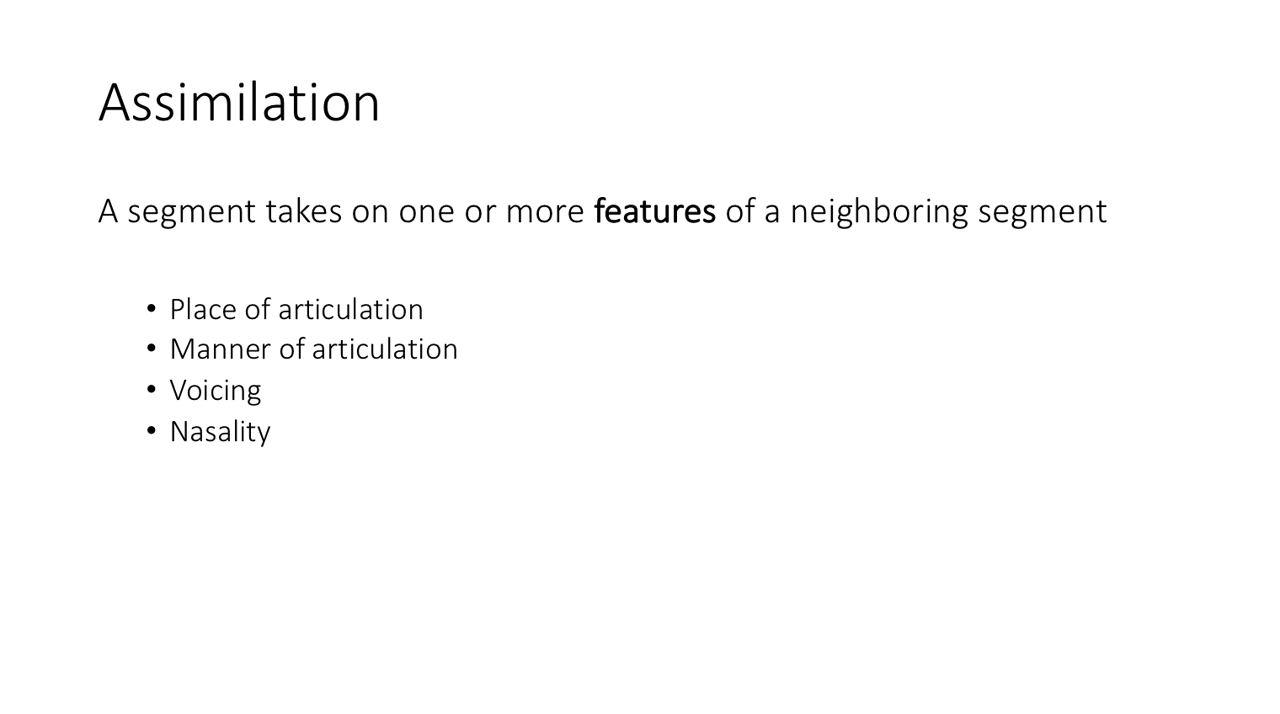 Assimilation
A segment takes on one or more features of a neighboring segment
• Place of articulation
• Manner of articulation
• Voicing
• Nasality